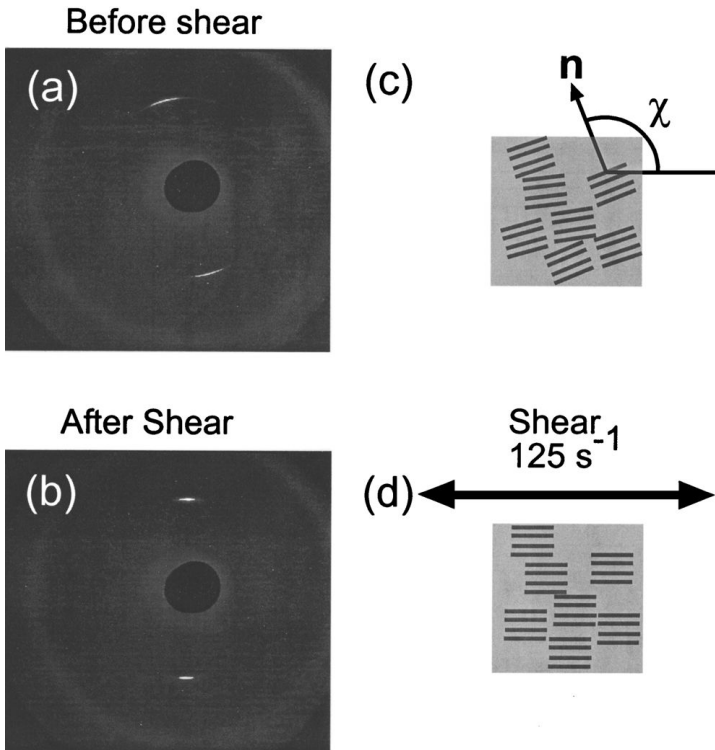 Before shear
(a)
(c)
n
χ
After Shear
(b)
Shear
125 s⁻¹
(d)